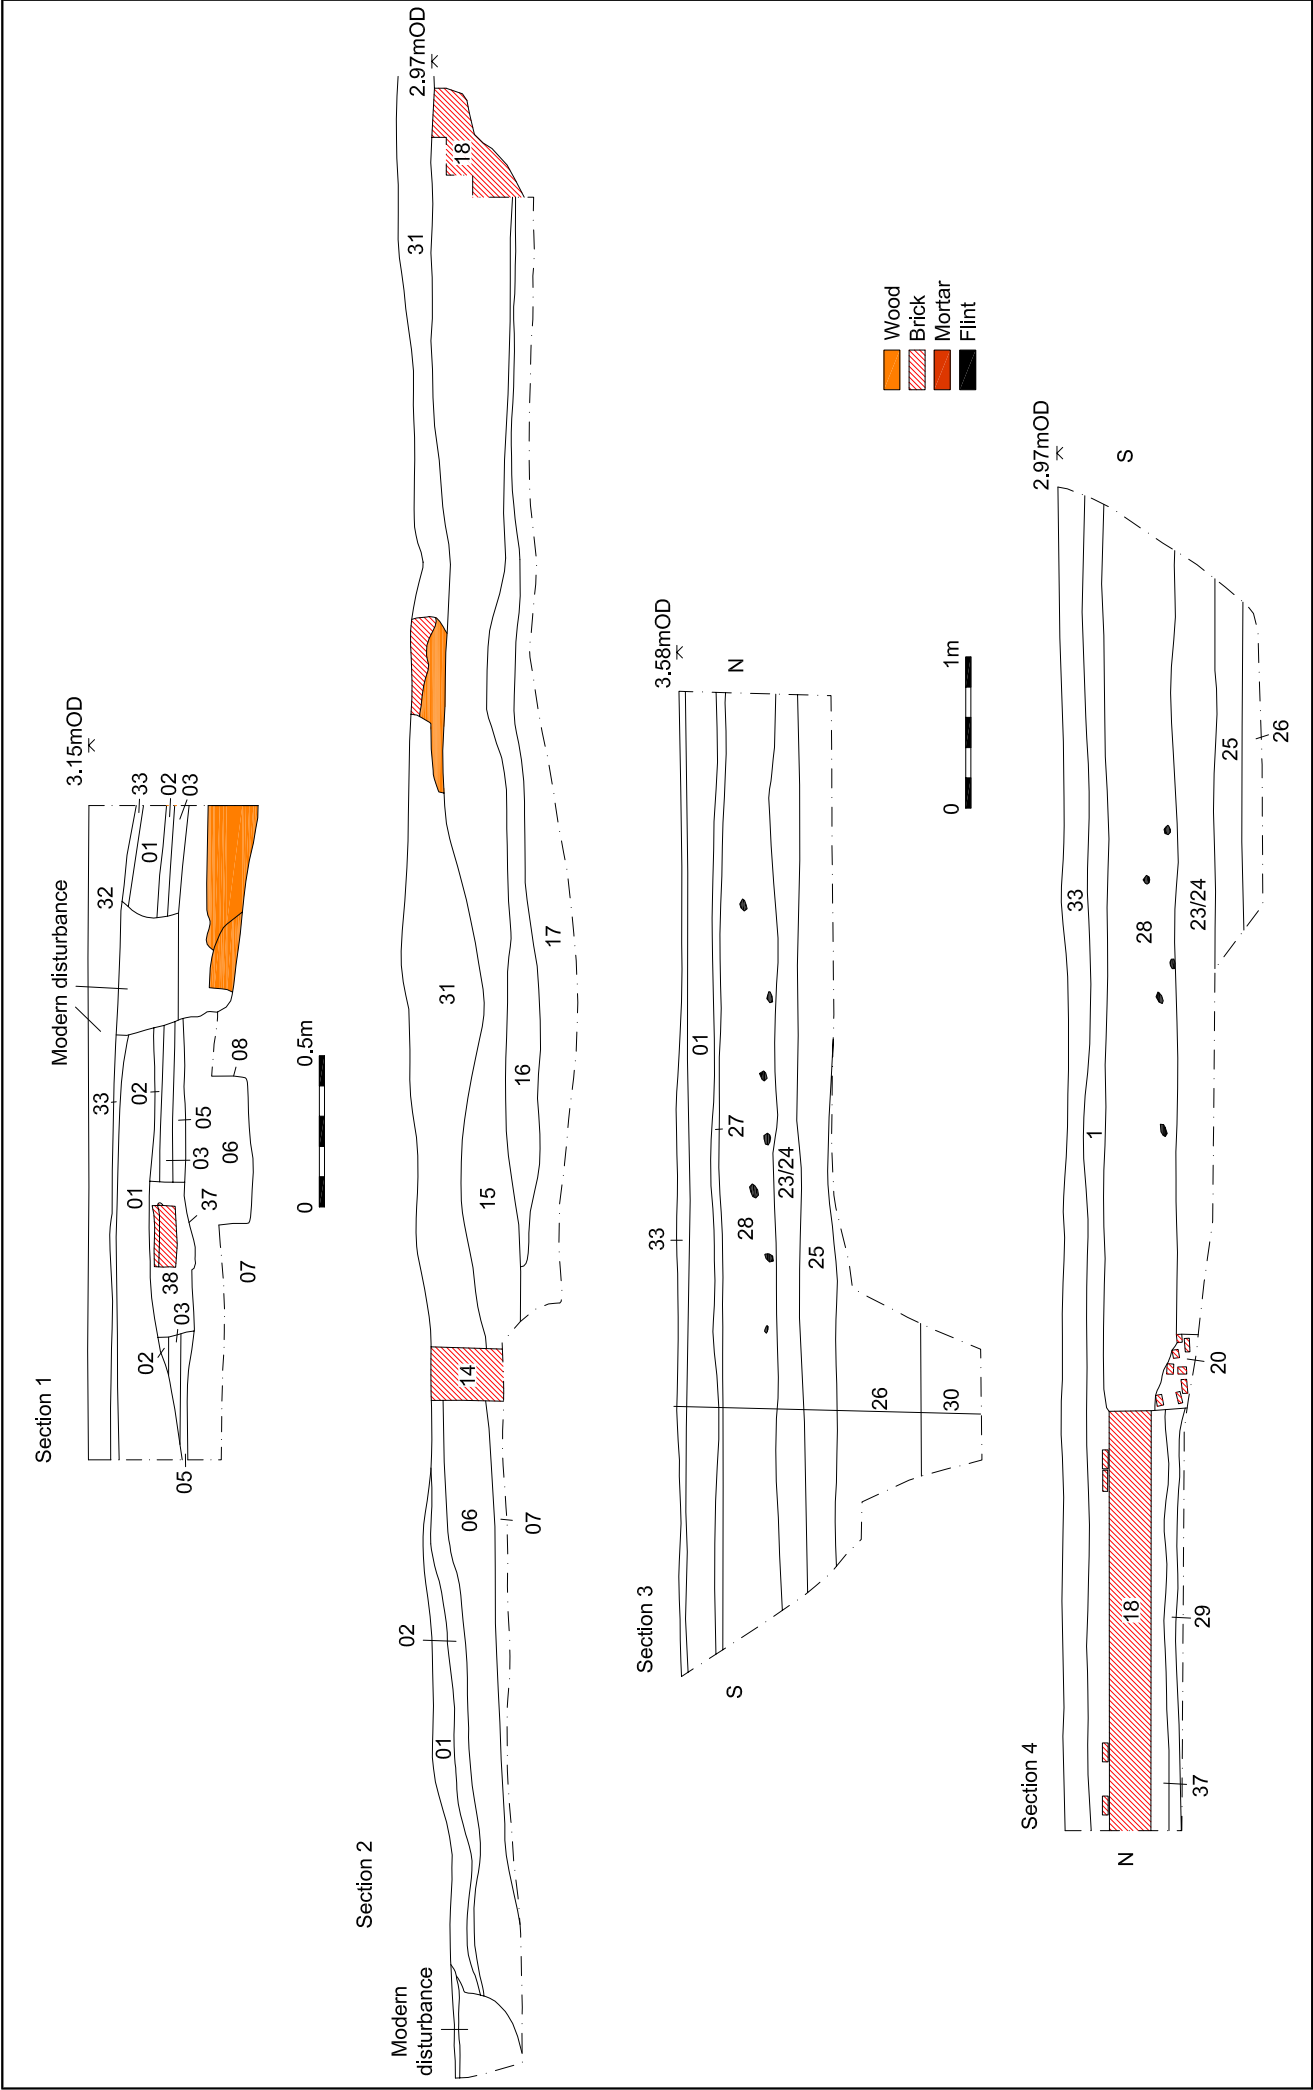 Section 1
Modern disturbance
3.15mOD
33
32
33
02
01
02
03
01
02
03
38
37
03
05
06
08
02
05
07
0
0.5m
Section 2
Modern
disturbance
02
01
06
07
14
15
31
16
17
31
18
2.97mOD
Section 3
S
33
01
27
28
23/24
25
26
30
3.58mOD
N
0
1m
Wood
Brick
Mortar
Flint
Section 4
N
33
1
18
37
29
20
28
23/24
25
26
2.97mOD
S